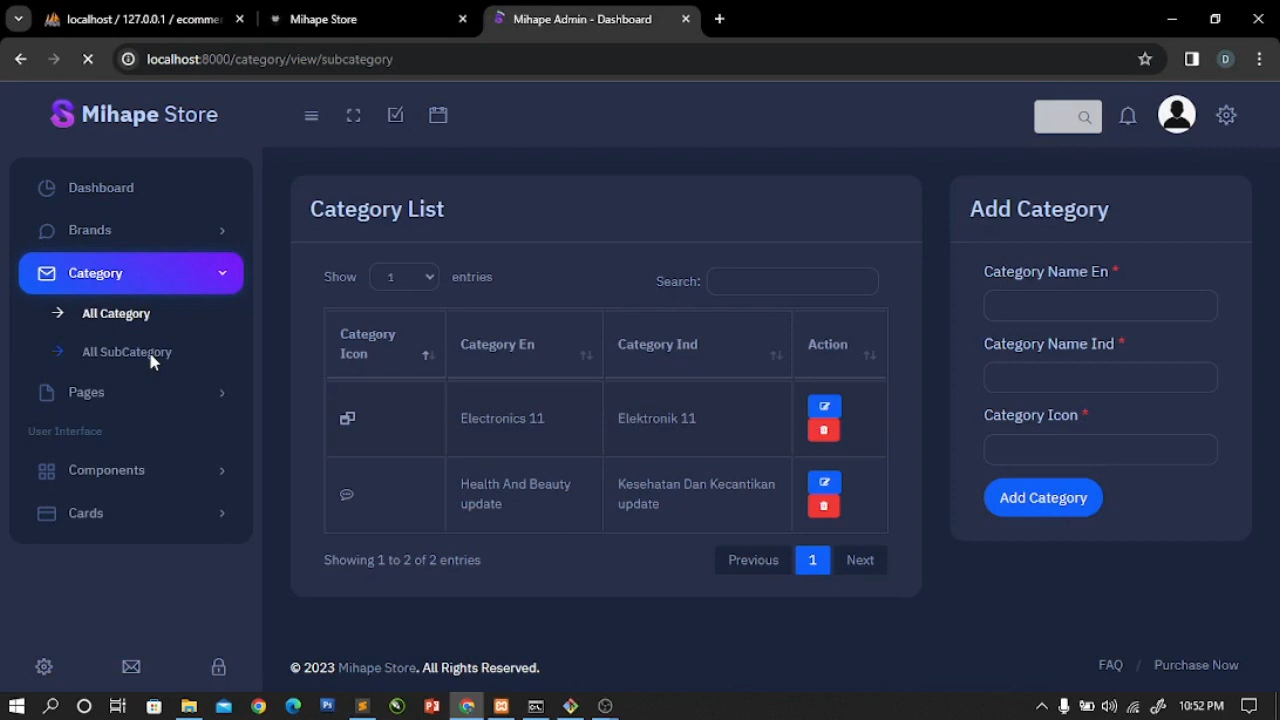 localhost / 127.0.0.1 / ecomme
Mihape Store
Mihape Admin - Dashboard
localhost:8000/category/view/subcategory
D
Mihape Store
Dashboard
Brands
Category
All Category
All SubCategory
Pages
User Interface
Components
Cards
Category List
Show 1 entries
Search:
Category Icon
Category En
Category Ind
Action
Electronics 11
Elektronik 11
Health And Beauty update
Kesehatan Dan Kecantikan update
Showing 1 to 2 of 2 entries
Previous 1 Next
Add Category
Category Name En *
Category Name Ind *
Category Icon *
Add Category
© 2023 Mihape Store. All Rights Reserved.
FAQ / Purchase Now
10:52 PM